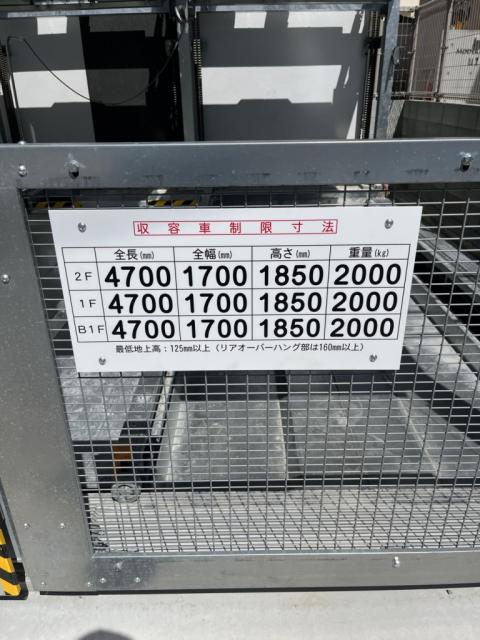 収容車制限寸法
全長(mm) 全幅(mm) 高さ(mm) 重量(kg)
2F 4700 1700 1850 2000
1F 4700 1700 1850 2000
B1F 4700 1700 1850 2000
最低地上高：125mm以上（リアオーバーハング部は160mm以上）